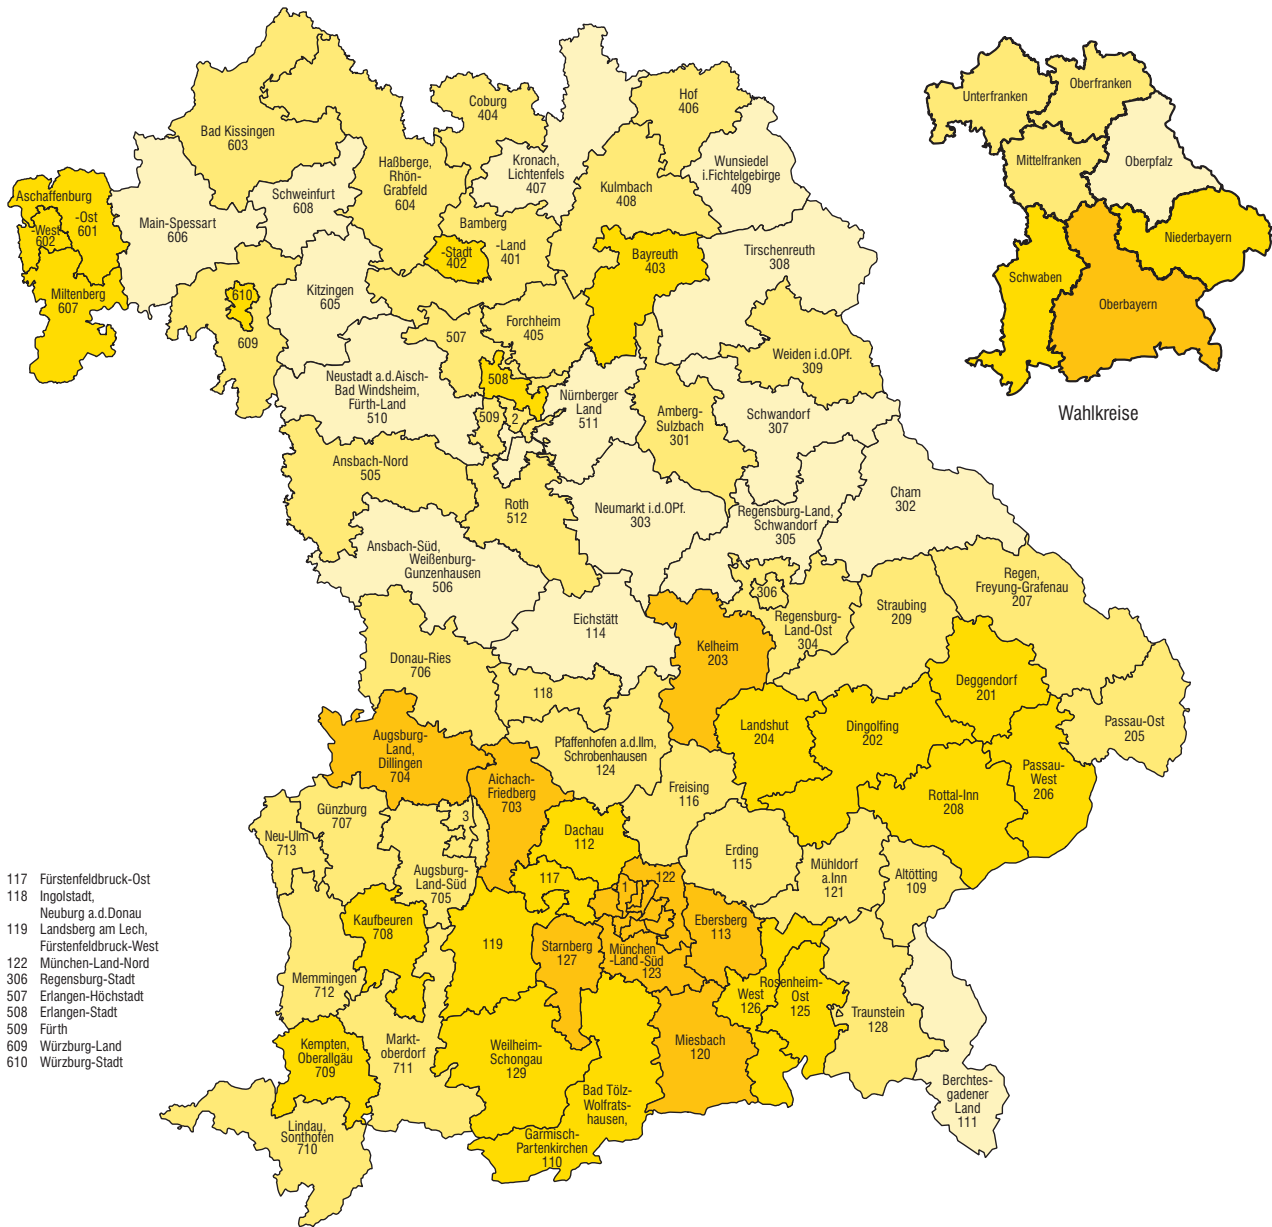 Coburg
404
Hof
406
Bad Kissingen
603
Haßberge,
Rhön-
Grabfeld
604
Kronach,
Lichtenfels
407
Kulmbach
408
Wunsiedel
i.Fichtelgebirge
409
Aschaffenburg
-Ost
601
-West
602
Main-Spessart
606
Schweinfurt
608
Bamberg
-Land
401
-Stadt
402
Bayreuth
403
Tirschenreuth
308
Miltenberg
607
610
609
Kitzingen
605
507
Forchheim
405
Weiden i.d.OPf.
309
Neustadt a.d.Aisch-
Bad Windsheim,
Fürth-Land
510
508
509
2
Nürnberger
Land
511
Amberg-
Sulzbach
301
Schwandorf
307
Ansbach-Nord
505
Roth
512
Neumarkt i.d.OPf.
303
Regensburg-Land,
Schwandorf
305
Cham
302
Ansbach-Süd,
Weißenburg-
Gunzenhausen
506
Eichstätt
114
306
Regensburg-
Land-Ost
304
Straubing
209
Regen,
Freyung-Grafenau
207
Kelheim
203
Donau-Ries
706
118
Deggendorf
201
Augsburg-
Land,
Dillingen
704
Pfaffenhofen a.d.Ilm,
Schrobenhausen
124
Landshut
204
Dingolfing
202
Passau-Ost
205
Aichach-
Friedberg
703
Freising
116
Passau-
West
206
Rottal-Inn
208
Günzburg
707
3
Neu-Ulm
713
Dachau
112
Erding
115
Mühldorf
a.Inn
121
Altötting
109
Augsburg-
Land-Süd
705
117
1
122
Kaufbeuren
708
119
Starnberg
127
München
-Land-Süd
123
Ebersberg
113
Memmingen
712
West
126
Rosenheim-
Ost
125
Traunstein
128
Kempten,
Oberallgäu
709
Markt-
oberdorf
711
Weilheim-
Schongau
129
Miesbach
120
Bad Tölz-
Wolfrats-
hausen,
Garmisch-
Partenkirchen
110
Berchtes-
gadener
Land
111
Lindau,
Sonthofen
710
117 Fürstenfeldbruck-Ost
118 Ingolstadt,
Neuburg a.d.Donau
119 Landsberg am Lech,
Fürstenfeldbruck-West
122 München-Land-Nord
306 Regensburg-Stadt
507 Erlangen-Höchstadt
508 Erlangen-Stadt
509 Fürth
609 Würzburg-Land
610 Würzburg-Stadt
Unterfranken
Oberfranken
Mittelfranken
Oberpfalz
Niederbayern
Schwaben
Oberbayern
Wahlkreise